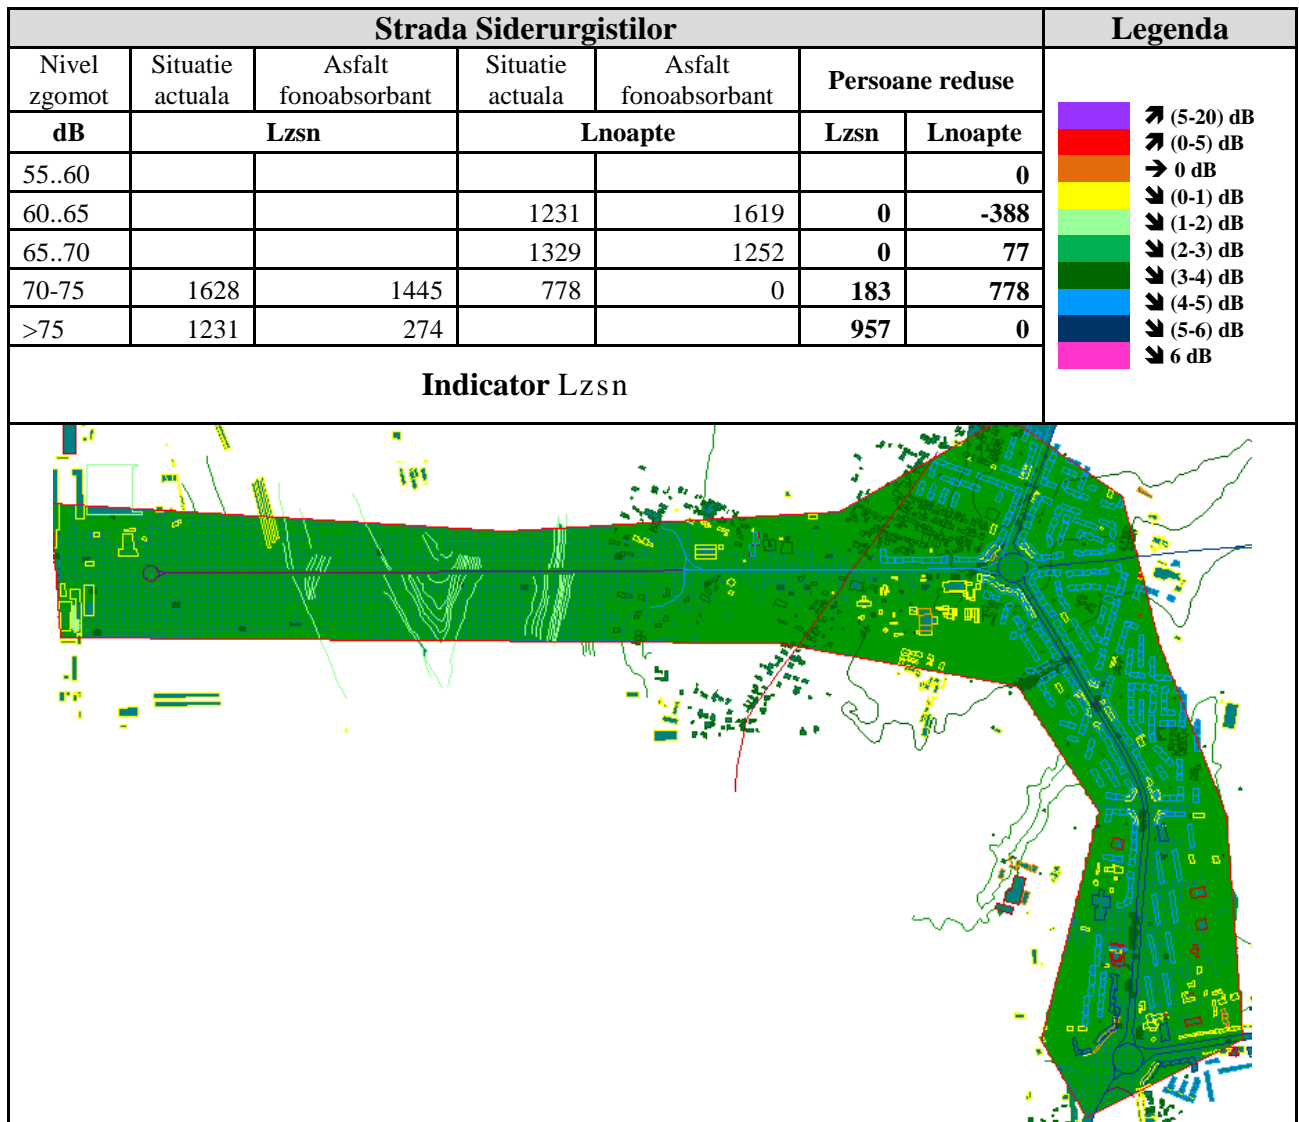 Strada Siderurgistilor
Legenda
Nivel zgomot
Situatie actuala
Asfalt fonoabsorbant
Situatie actuala
Asfalt fonoabsorbant
Persoane reduse
dB
Lzsn
Lnoapte
Lzsn
Lnoapte
55..60 0
60..65 1231 1619 0 -388
65..70 1329 1252 0 77
70-75 1628 1445 778 0 183 778
>75 1231 274 957 0
Indicator Lzsn
🡽 (5-20) dB
🡽 (0-5) dB
🡺 0 dB
🡾 (0-1) dB
🡾 (1-2) dB
🡾 (2-3) dB
🡾 (3-4) dB
🡾 (4-5) dB
🡾 (5-6) dB
🡾 6 dB